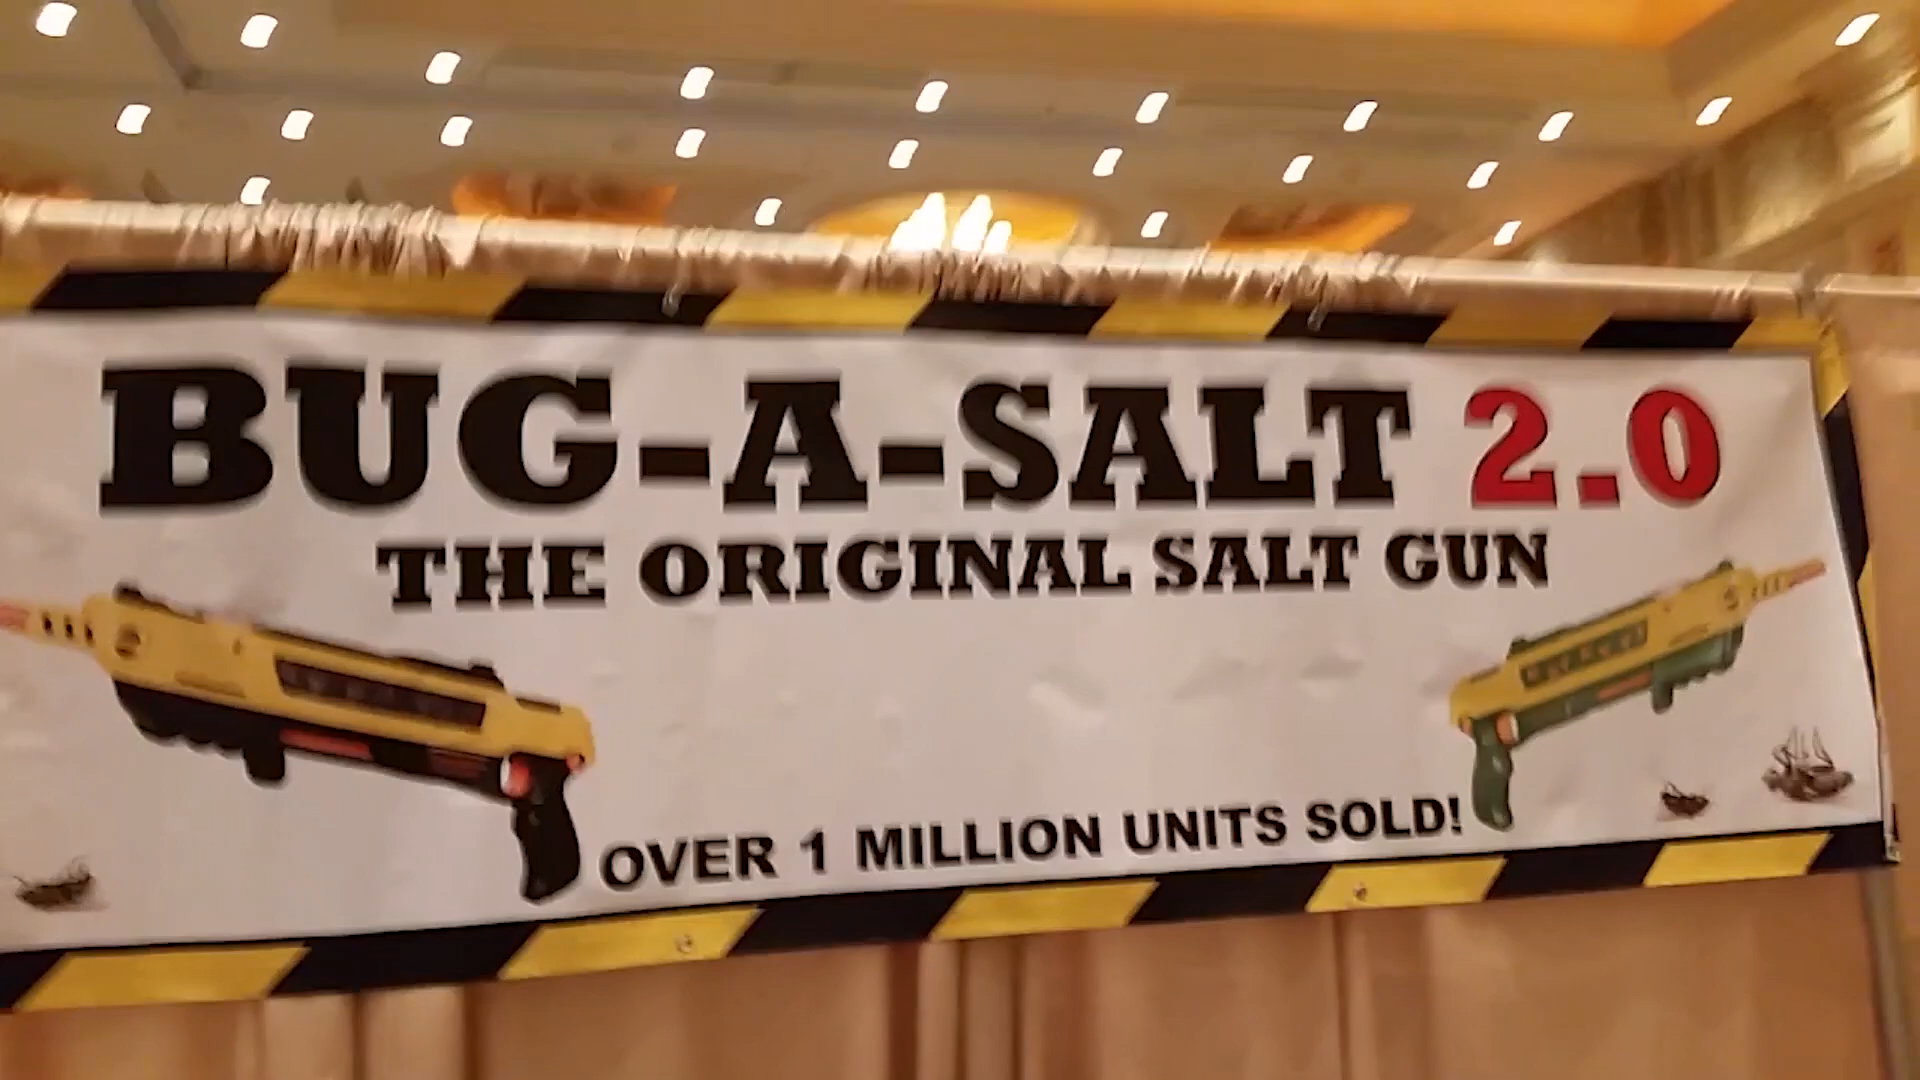 BUG-A-SALT 2.0
THE ORIGINAL SALT GUN
OVER 1 MILLION UNITS SOLD!